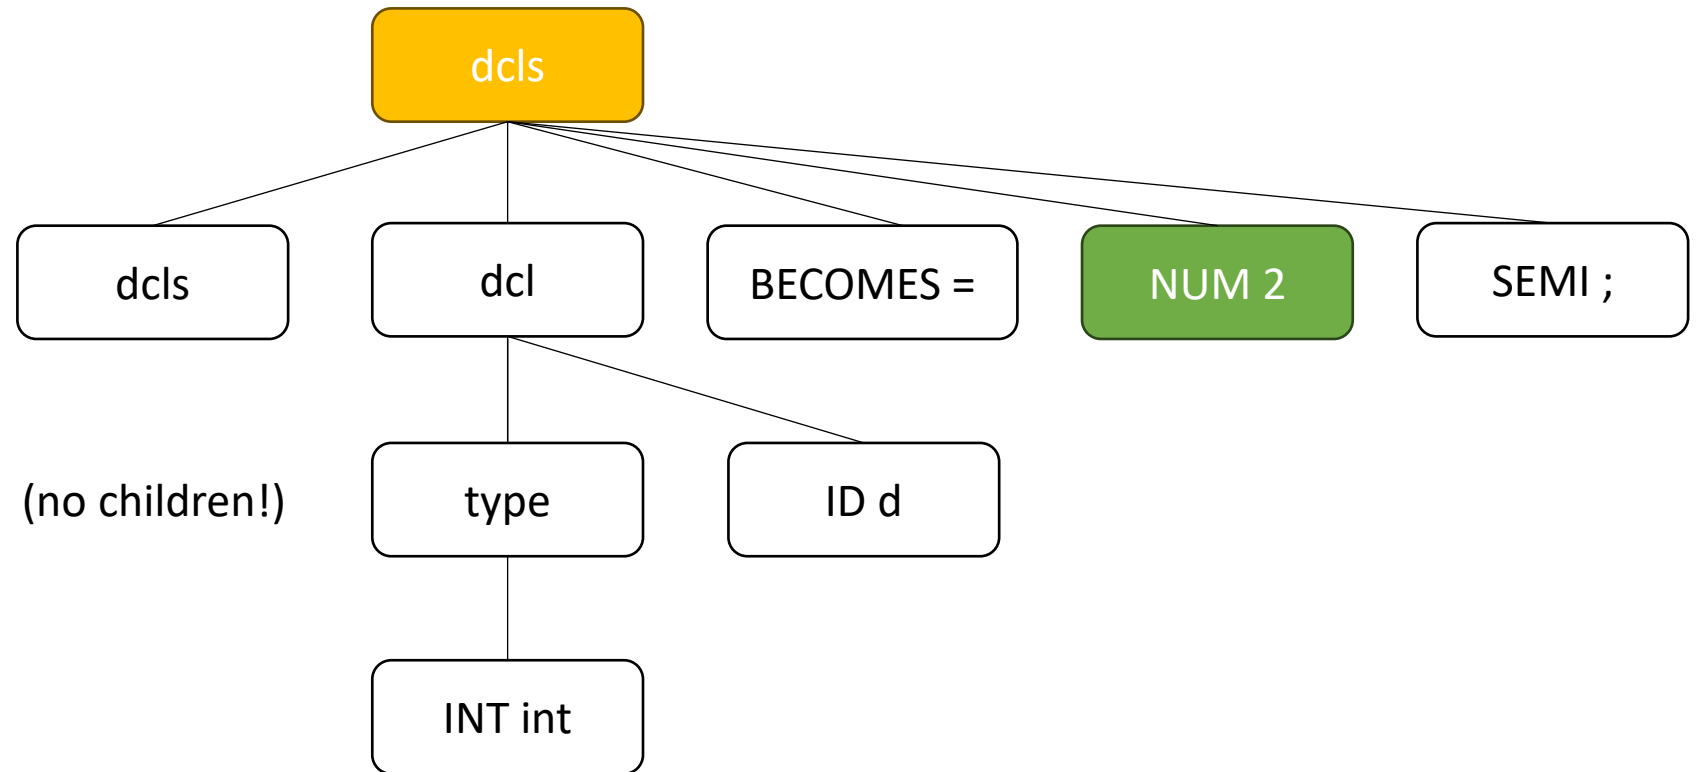 dcls
dcls
dcl
BECOMES =
NUM 2
SEMI ;
(no children!)
type
ID d
INT int